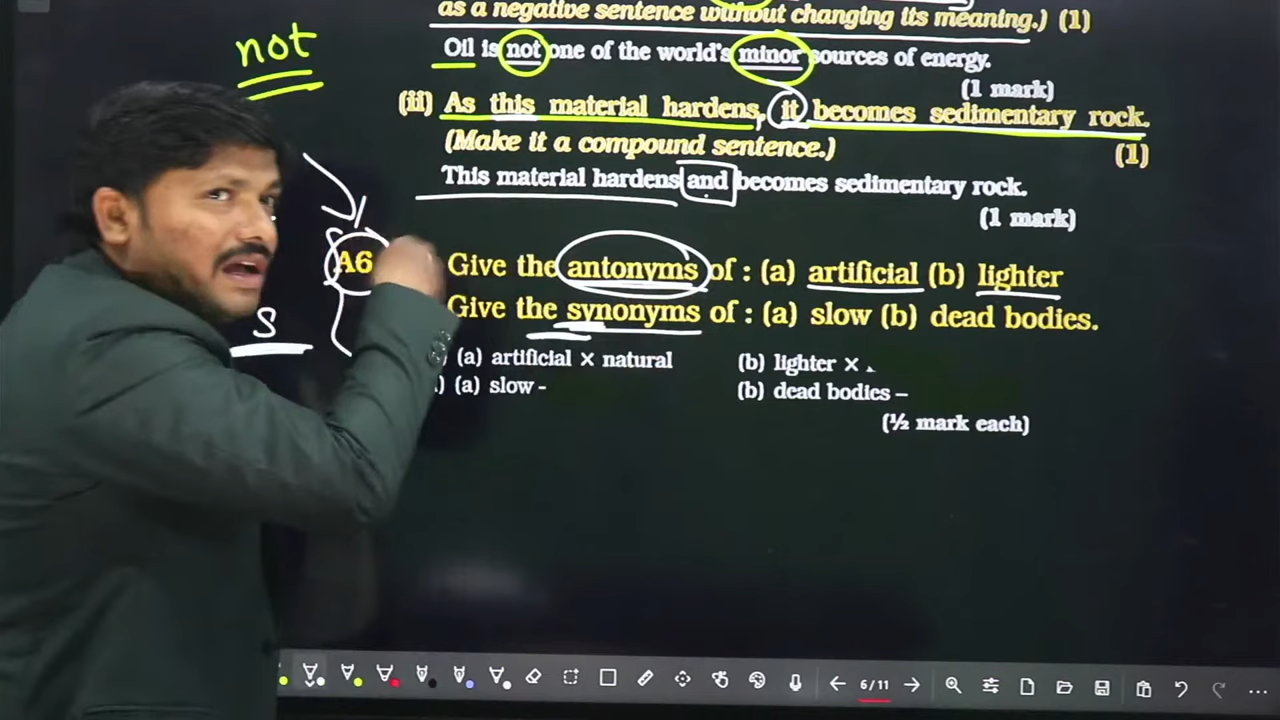 as a negative sentence without changing its meaning.) (1)
not
Oil is not one of the world's minor sources of energy.
(1 mark)
(ii) As this material hardens, it becomes sedimentary rock.
(Make it a compound sentence.) (1)
This material hardens and becomes sedimentary rock.
(1 mark)
A6 Give the antonyms of : (a) artificial (b) lighter
Give the synonyms of : (a) slow (b) dead bodies.
S
(a) artificial × natural (b) lighter ×
.) (a) slow - (b) dead bodies –
(½ mark each)
6/11